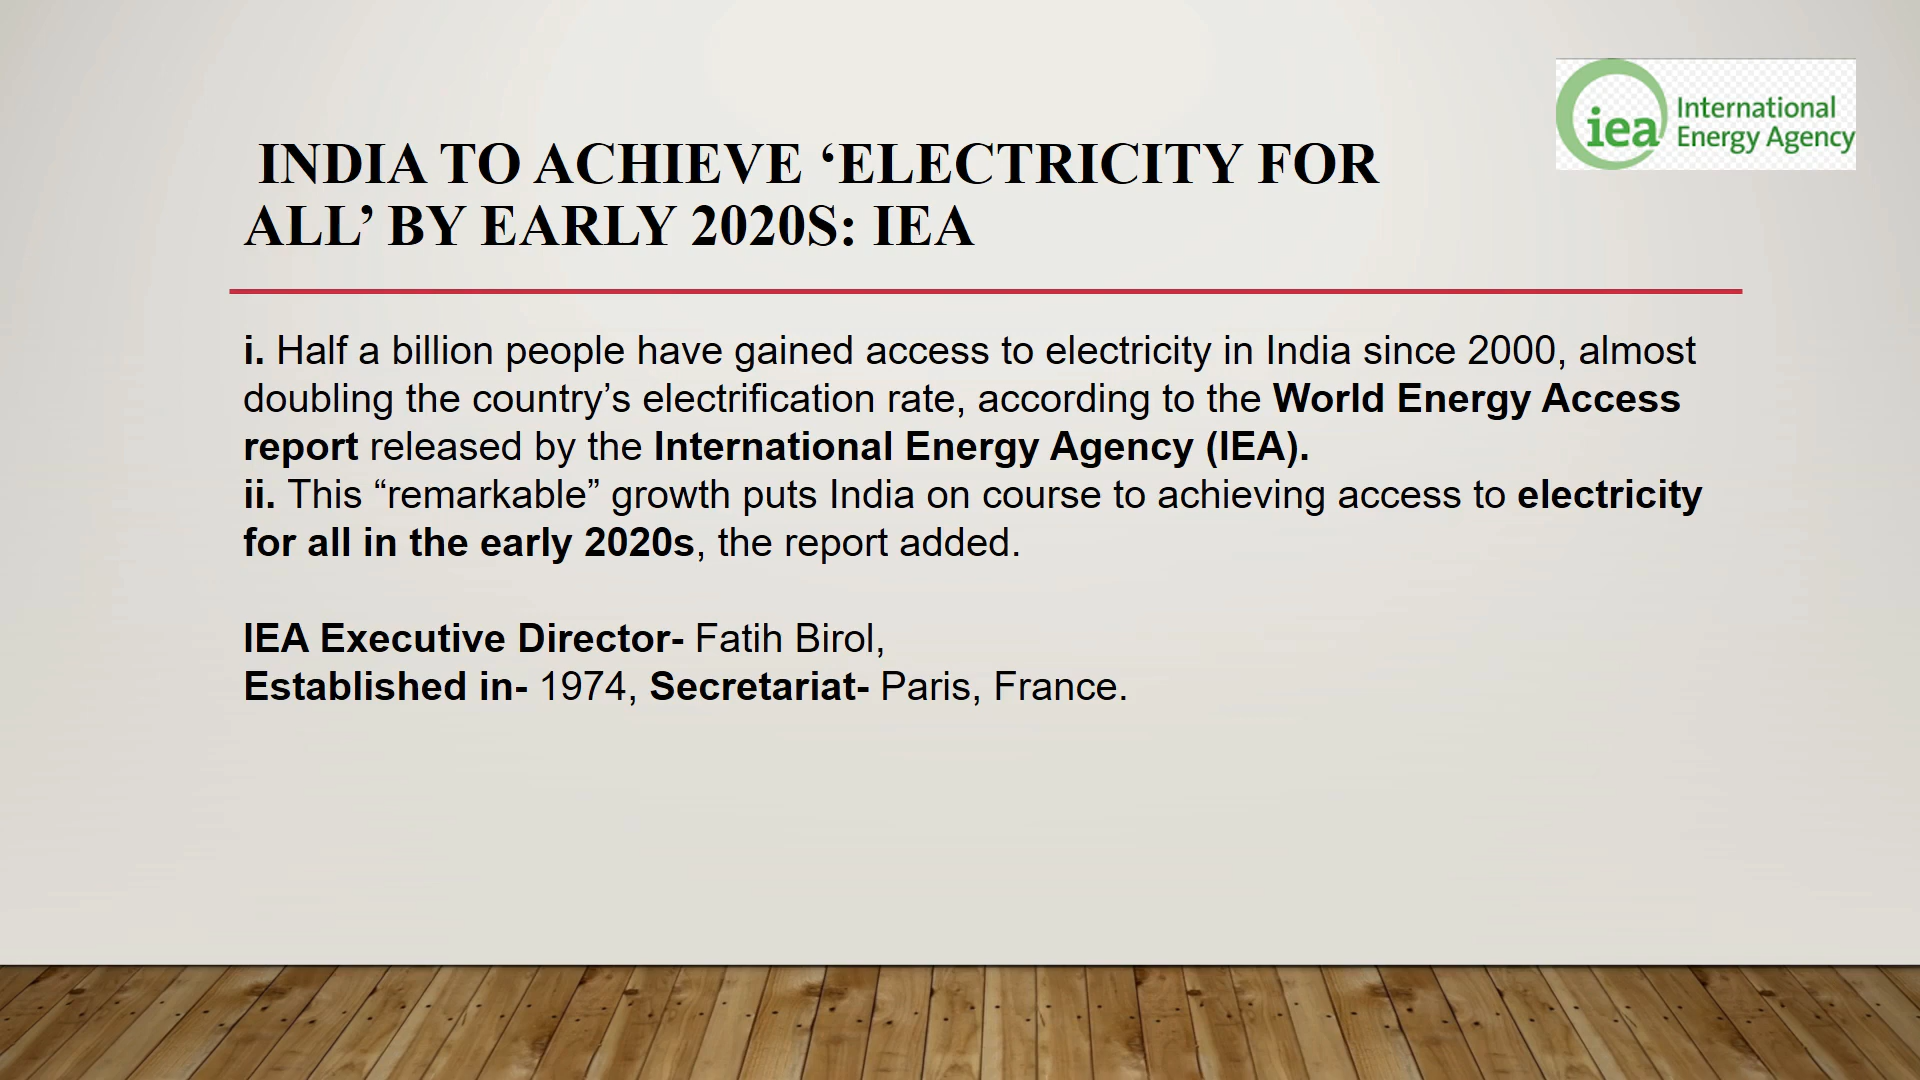 iea International
Energy Agency
INDIA TO ACHIEVE ‘ELECTRICITY FOR
ALL’ BY EARLY 2020S: IEA
i. Half a billion people have gained access to electricity in India since 2000, almost
doubling the country’s electrification rate, according to the World Energy Access
report released by the International Energy Agency (IEA).
ii. This “remarkable” growth puts India on course to achieving access to electricity
for all in the early 2020s, the report added.
IEA Executive Director- Fatih Birol,
Established in- 1974, Secretariat- Paris, France.